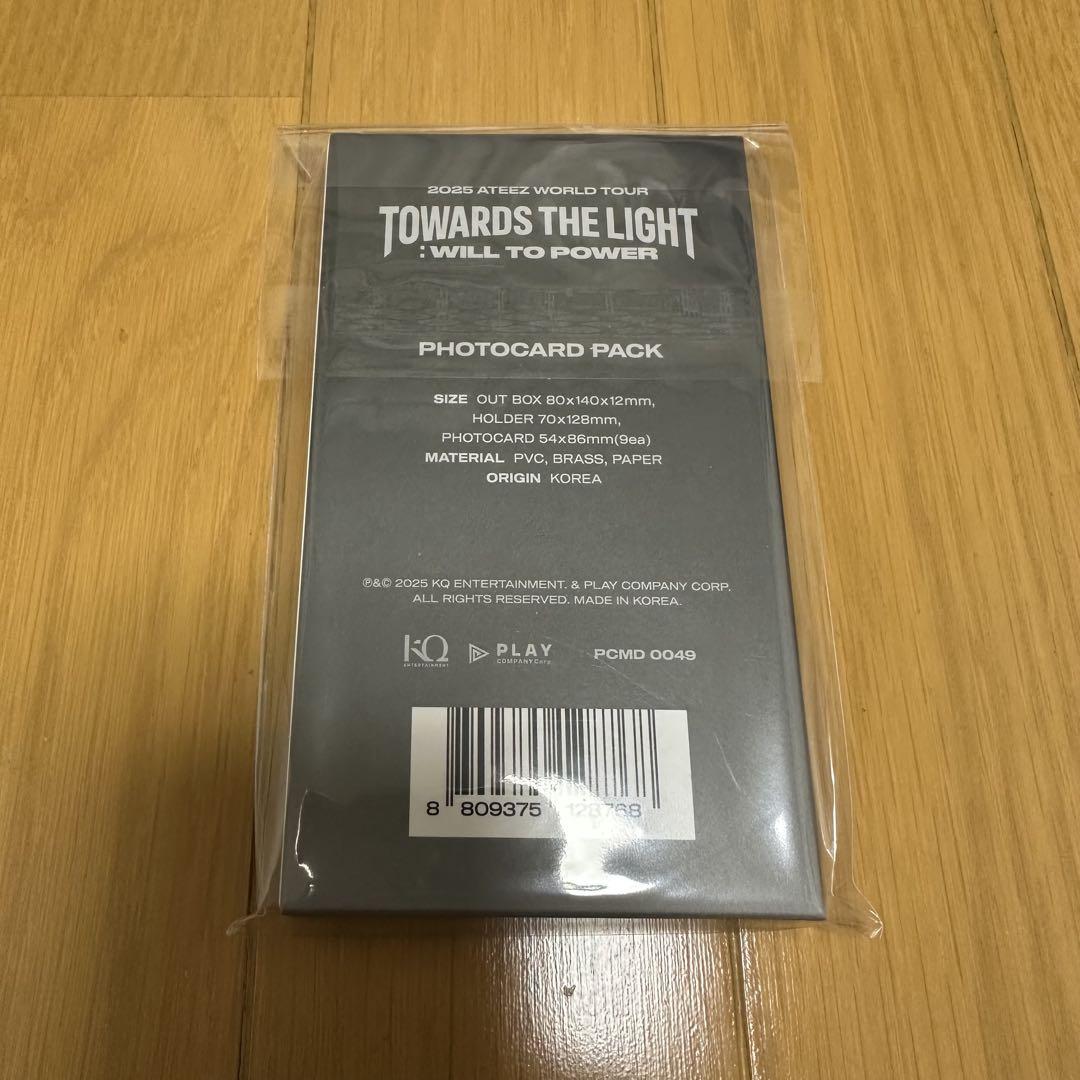 2025 ATEEZ WORLD TOUR
TOWARDS THE LIGHT
: WILL TO POWER
PHOTOCARD PACK
SIZE OUT BOX 80x140x12mm,
HOLDER 70x128mm,
PHOTOCARD 54x86mm(9ea)
MATERIAL PVC, BRASS, PAPER
ORIGIN KOREA
℗&© 2025 KQ ENTERTAINMENT. & PLAY COMPANY CORP.
ALL RIGHTS RESERVED. MADE IN KOREA.
KQ ENTERTAINMENT
PLAY COMPANY Corp.
PCMD 0049
8 809375 128768